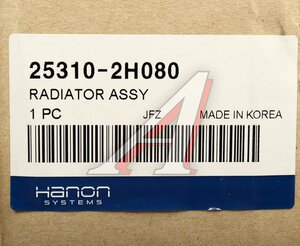 25310-2H080
RADIATOR ASSY
1 PC JFZ MADE IN KOREA
Hanon
SYSTEMS